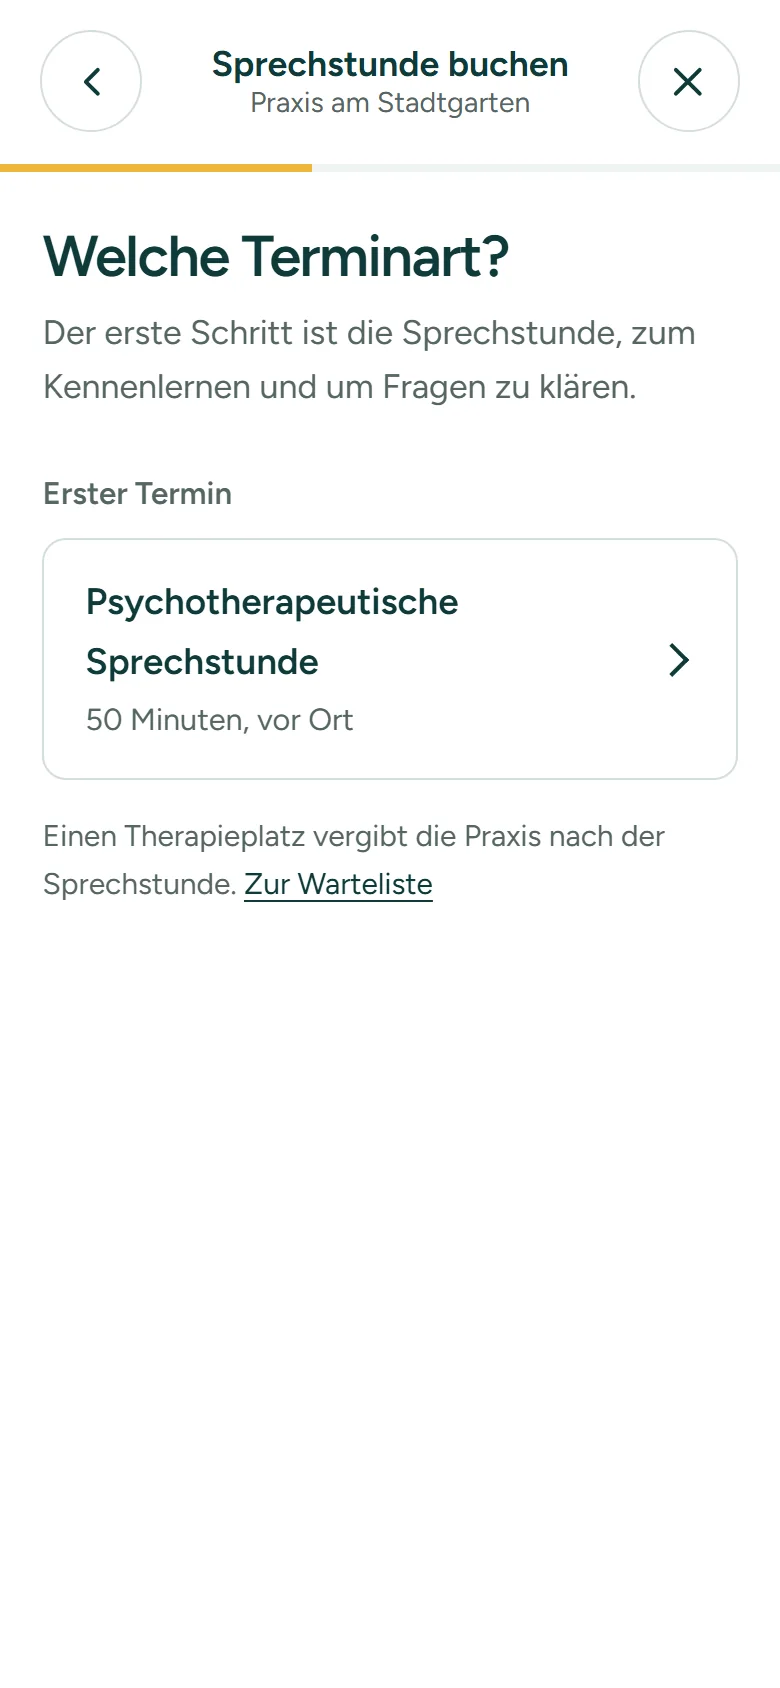 Sprechstunde buchen
Praxis am Stadtgarten
Welche Terminart?
Der erste Schritt ist die Sprechstunde, zum
Kennenlernen und um Fragen zu klären.
Erster Termin
Psychotherapeutische
Sprechstunde
50 Minuten, vor Ort
Einen Therapieplatz vergibt die Praxis nach der
Sprechstunde. Zur Warteliste